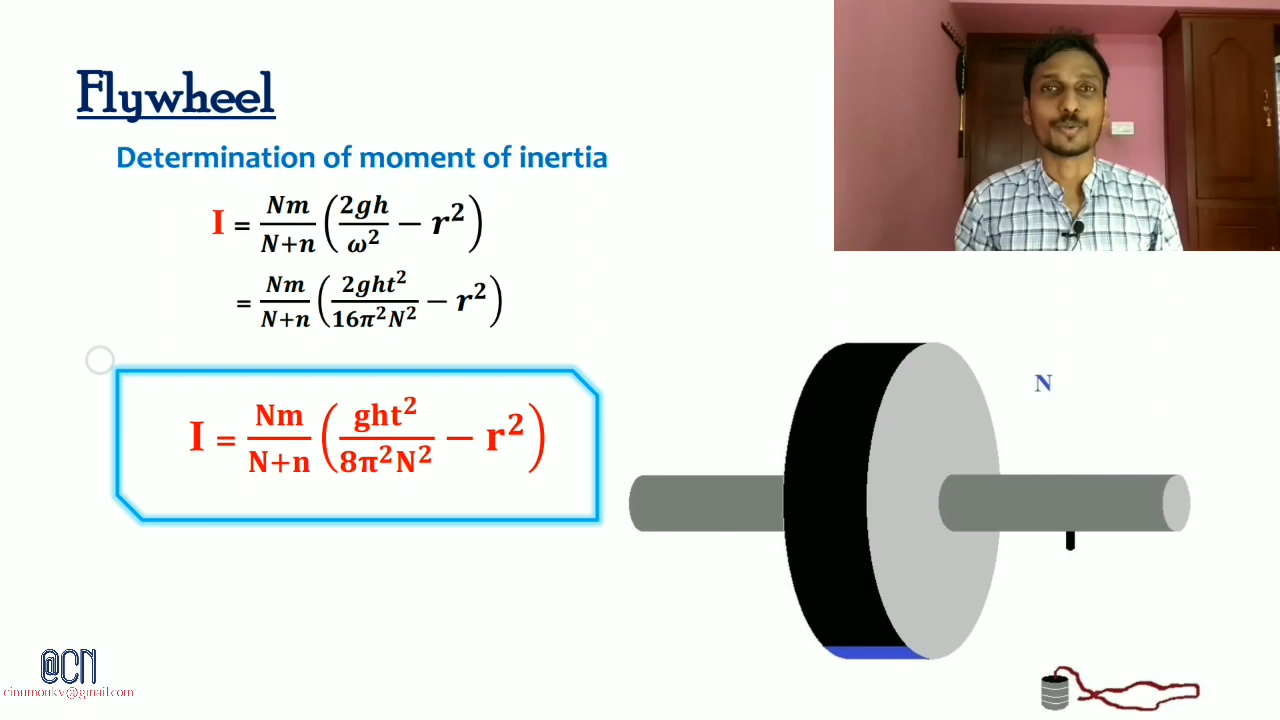 Flywheel
Determination of moment of inertia
I = Nm/N+n (2gh/ω² − r²)
= Nm/N+n (2ght²/16π²N² − r²)
I = Nm/N+n (ght²/8π²N² − r²)
N
@CN
cinumonkv@gmail.com